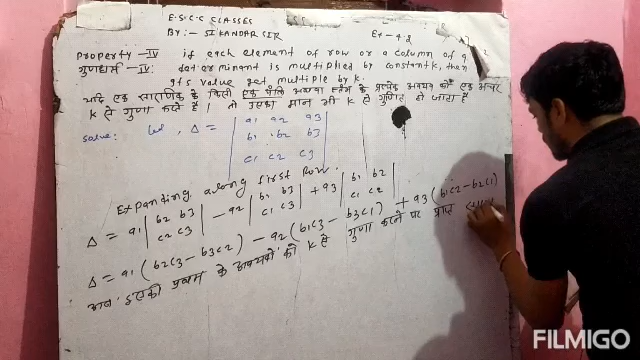 E.S.C.C CLASSES
BY:- SIKANDAR SIR Ex- 4.2
Property-IV if each element of row or a column of a
गुणधर्म-IV: determinant is multiplied by constant k, then
its value get multiple by k.
यदि एक सारणिक के किसी एक पंक्ति अथवा स्तंभ के प्रत्येक अवयव को एक अचर
K से गुणा करते हैं। तो उसका मान भी K से गुणित हो जाता है
solve: Let, Δ = | a1 a2 a3 |
| b1 b2 b3 |
| c1 c2 c3 |
Expanding along first Row.
Δ = a1 | b2 b3 | - a2 | b1 b3 | + a3 | b1 b2 |
| c2 c3 | | c1 c3 | | c1 c2 |
Δ = a1 (b2c3 - b3c2) - a2 (b1c3 - b3c1) + a3 (b1c2 - b2c1)
प्रथम के अवयवों को K से गुणा करने पर प्राप्त
FILMIGO